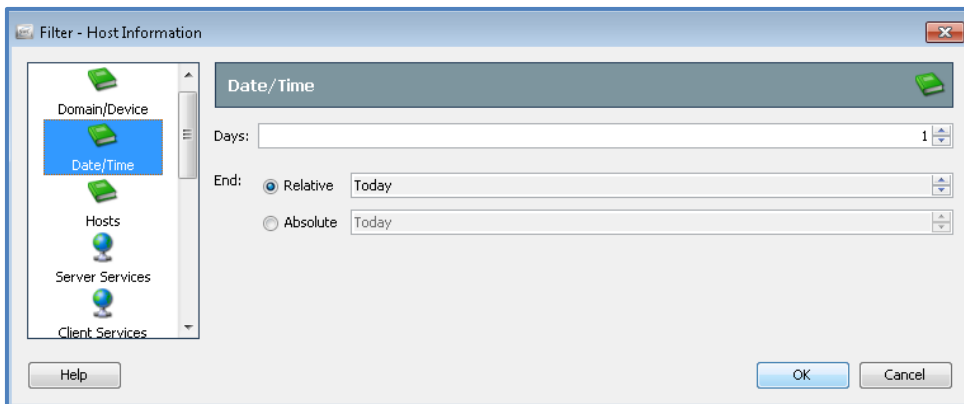 Filter - Host Information
Domain/Device
Date/Time
Hosts
Server Services
Client Services
Date/Time
Days: 1
End: Relative Today
Absolute Today
Help OK Cancel